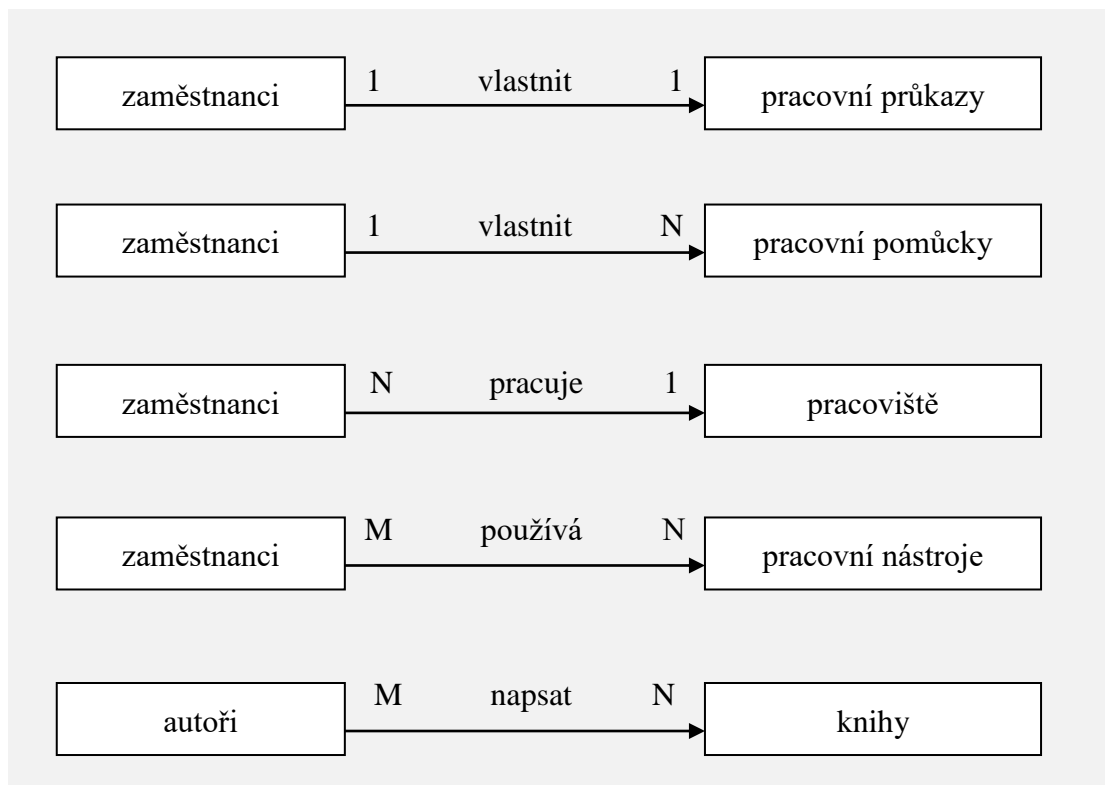 zaměstnanci 1 vlastnit 1 pracovní průkazy
zaměstnanci 1 vlastnit N pracovní pomůcky
zaměstnanci N pracuje 1 pracoviště
zaměstnanci M používá N pracovní nástroje
autoři M napsat N knihy